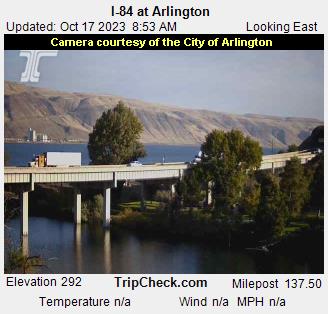 I-84 at Arlington
Updated: Oct 17 2023 8:53 AM Looking East
Camera courtesy of the City of Arlington
Elevation 292 TripCheck.com Milepost 137.50
Temperature n/a Wind n/a MPH n/a